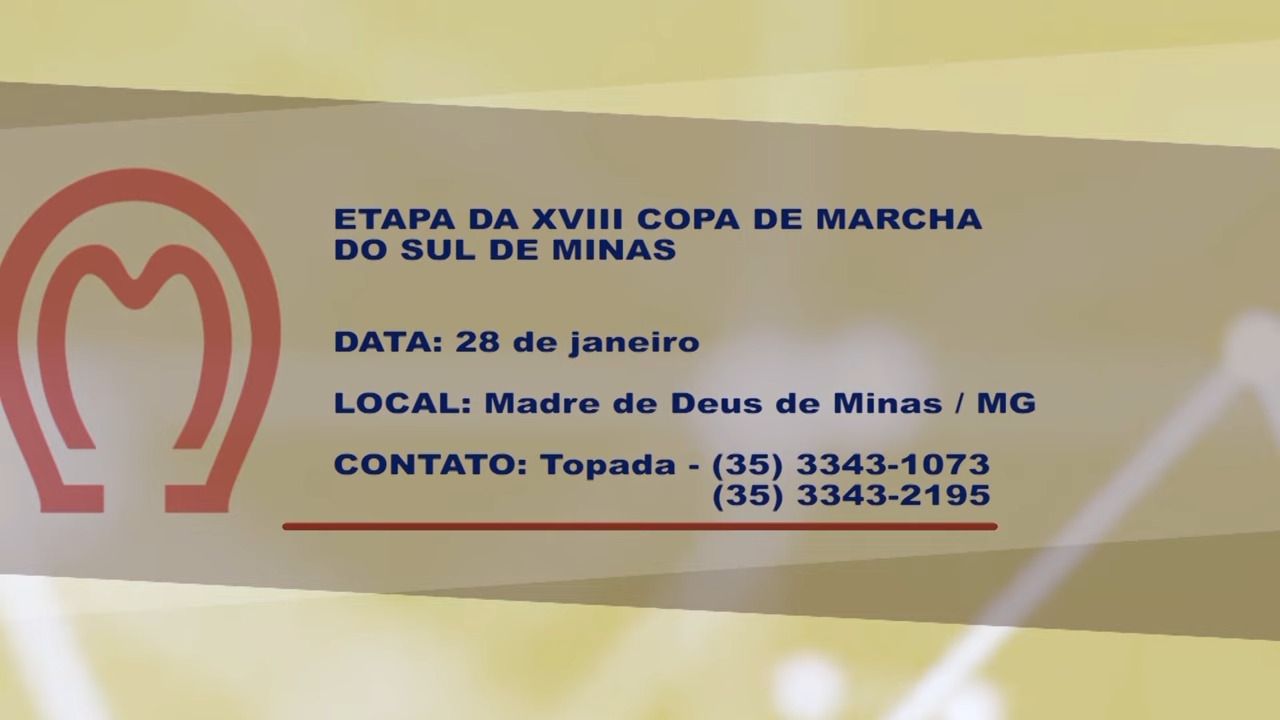 ETAPA DA XVIII COPA DE MARCHA
DO SUL DE MINAS
DATA: 28 de janeiro
LOCAL: Madre de Deus de Minas / MG
CONTATO: Topada - (35) 3343-1073
(35) 3343-2195